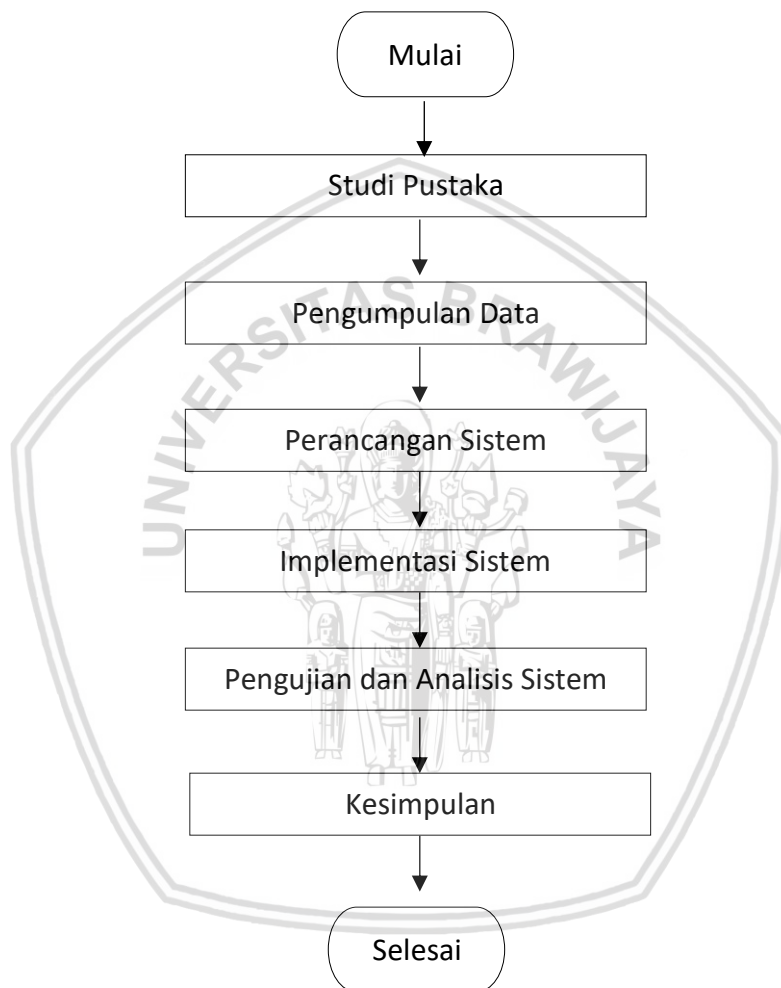 Mulai
Studi Pustaka
UNIVERSITAS BRAWIJAYA
Pengumpulan Data
Perancangan Sistem
Implementasi Sistem
Pengujian dan Analisis Sistem
Kesimpulan
Selesai